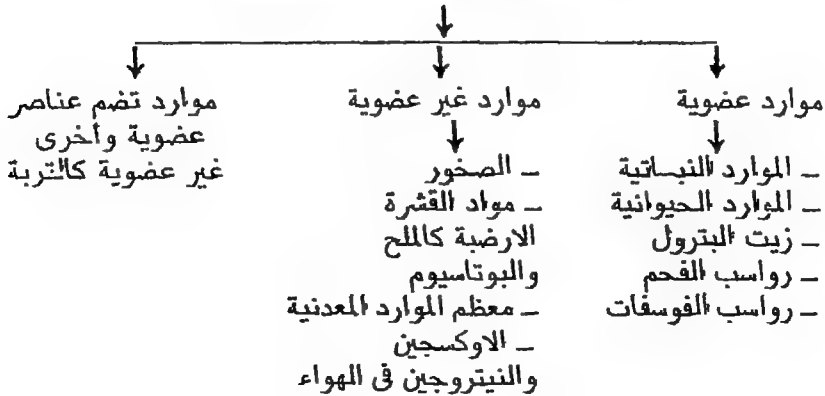 موارد عضوية
– الموارد النباتية
– الموارد الحيوانية
– زيت البترول
– رواسب الفحم
– رواسب الفوسفات
موارد غير عضوية
– الصخور
– مواد القشرة
الارضية كالملح
والبوتاسيوم
– معظم الموارد المعدنية
– الاوكسجين
والنيتروجين فى الهواء
موارد تضم عناصر
عضوية وأخرى
غير عضوية كالتربة